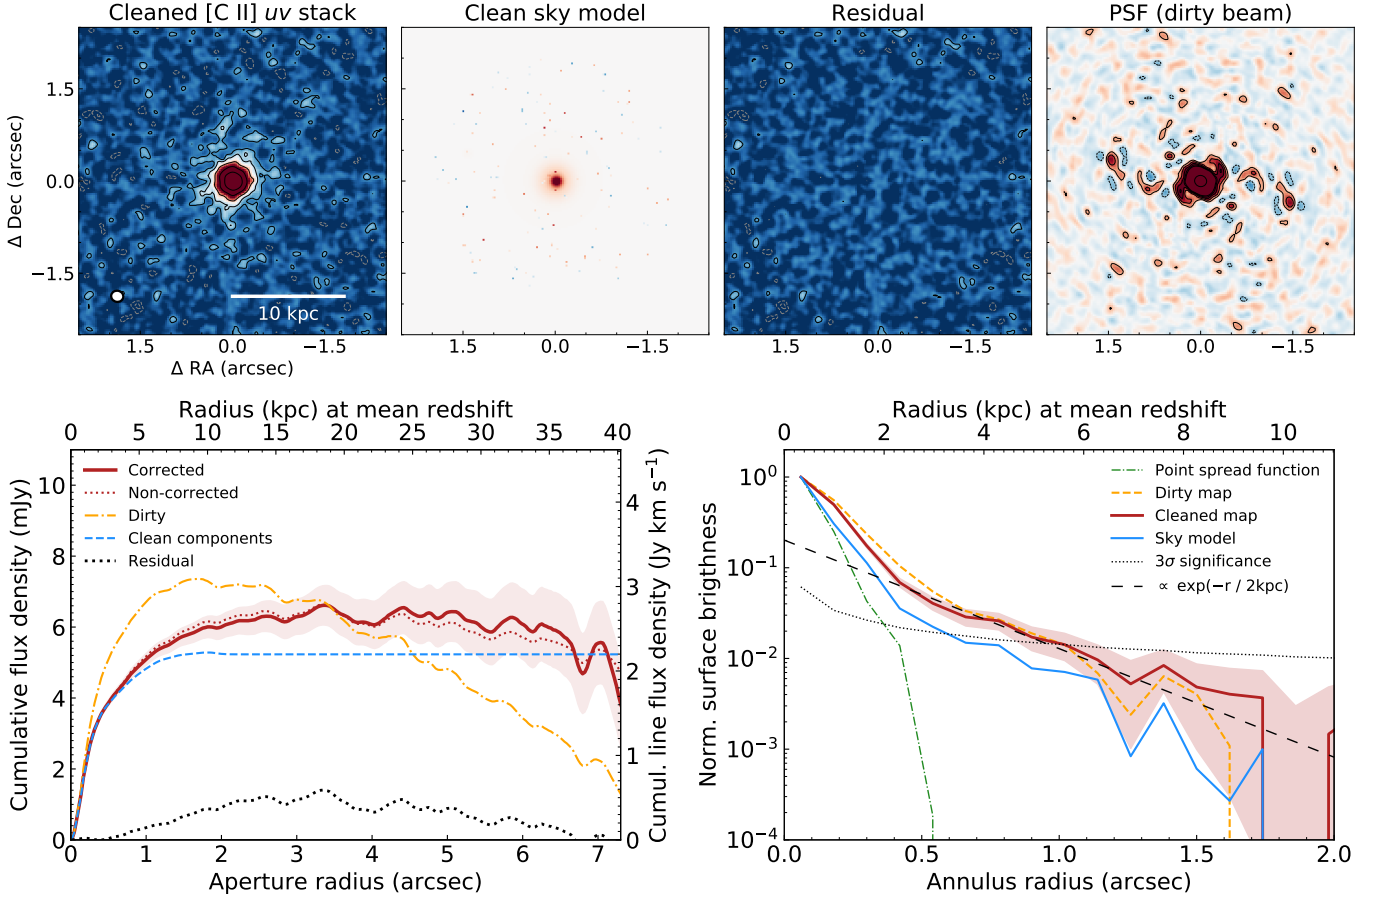 Cleaned [C II] uv stack
Clean sky model
Residual
PSF (dirty beam)
Δ Dec (arcsec)
1.5
0.0
−1.5
10 kpc
1.5 0.0 −1.5
1.5 0.0 −1.5
1.5 0.0 −1.5
1.5 0.0 −1.5
Δ RA (arcsec)
Radius (kpc) at mean redshift
0 5 10 15 20 25 30 35 40
Cumulative flux density (mJy)
10
8
6
4
2
0
Corrected
Non-corrected
Dirty
Clean components
Residual
4
3
2
1
0
Cumul. line flux density (Jy km s−1)
0 1 2 3 4 5 6 7
Aperture radius (arcsec)
Radius (kpc) at mean redshift
0 2 4 6 8 10
Norm. surface brigthness
10^0
10^−1
10^−2
10^−3
10^−4
Point spread function
Dirty map
Cleaned map
Sky model
3σ significance
∝ exp(−r / 2kpc)
0.0 0.5 1.0 1.5 2.0
Annulus radius (arcsec)